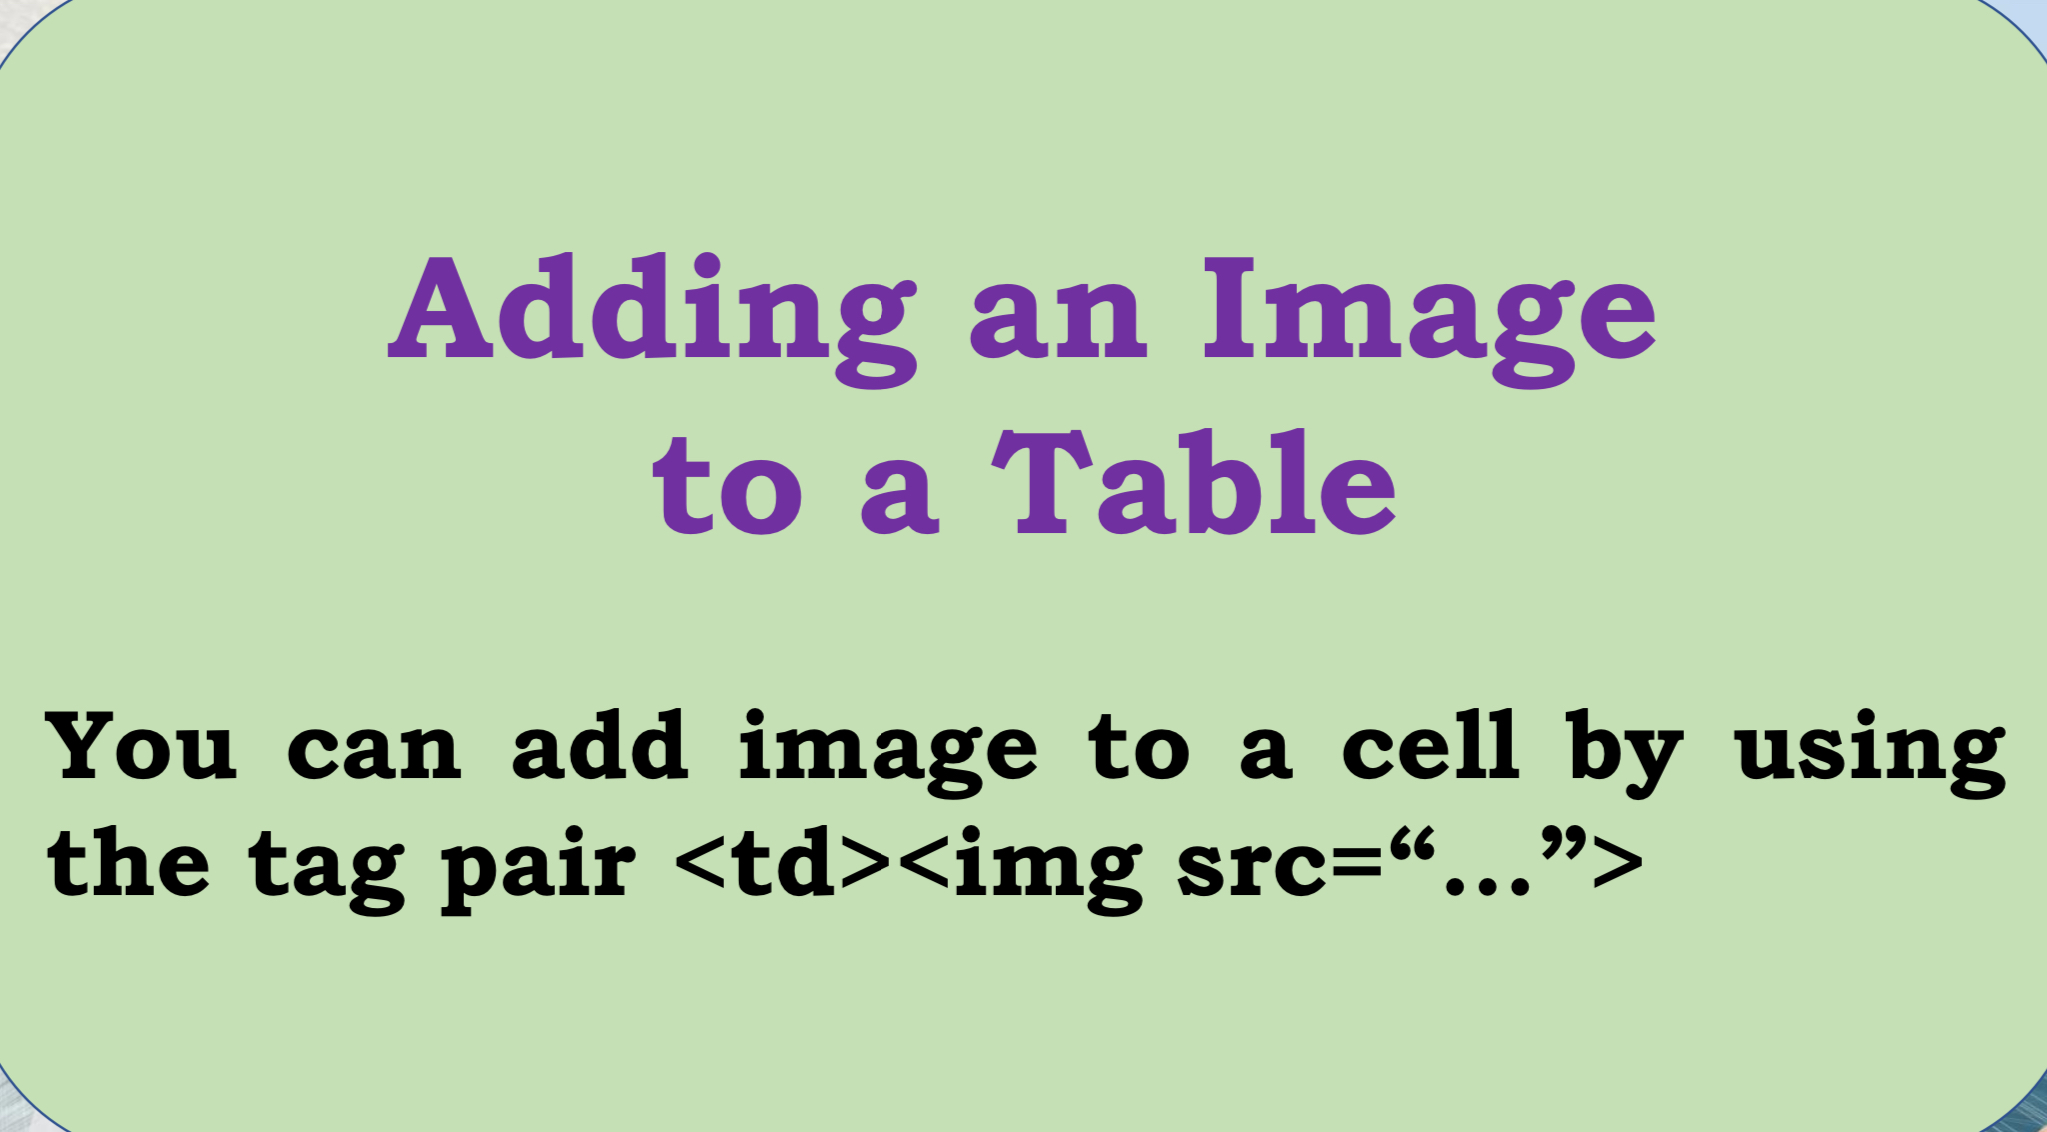 Adding an Image
to a Table
You can add image to a cell by using
the tag pair <td><img src=“...”>